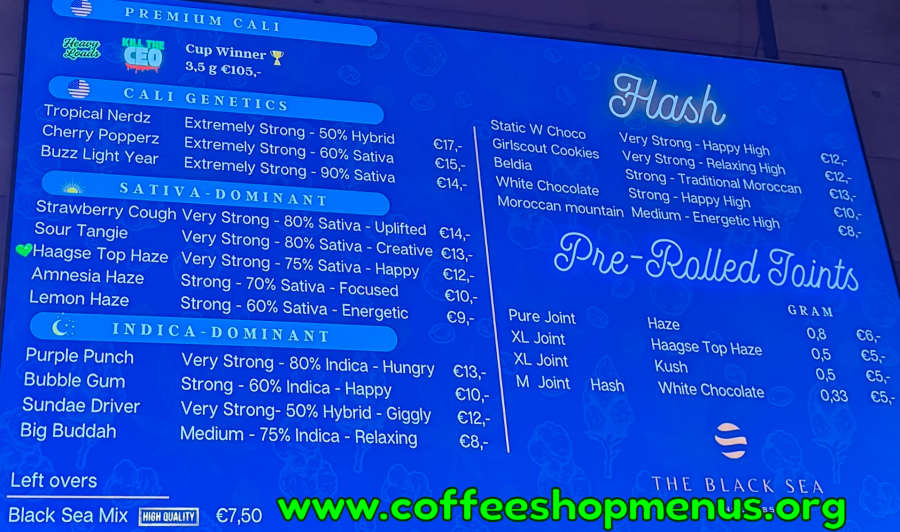 PREMIUM CALI
Heavy Loads
KILL THE CEO
Cup Winner
3,5 g €105,-
CALI GENETICS
Tropical Nerdz Extremely Strong - 50% Hybrid €17,-
Cherry Popperz Extremely Strong - 60% Sativa €15,-
Buzz Light Year Extremely Strong - 90% Sativa €14,-
SATIVA-DOMINANT
Strawberry Cough Very Strong - 80% Sativa - Uplifted €14,-
Sour Tangie Very Strong - 80% Sativa - Creative €13,-
Haagse Top Haze Very Strong - 75% Sativa - Happy €12,-
Amnesia Haze Strong - 70% Sativa - Focused €10,-
Lemon Haze Strong - 60% Sativa - Energetic €9,-
INDICA-DOMINANT
Purple Punch Very Strong - 80% Indica - Hungry €13,-
Bubble Gum Strong - 60% Indica - Happy €10,-
Sundae Driver Very Strong- 50% Hybrid - Giggly €12,-
Big Buddah Medium - 75% Indica - Relaxing €8,-
Left overs
Black Sea Mix HIGH QUALITY €7,50
Hash
Static W Choco Very Strong - Happy High €12,-
Girlscout Cookies Very Strong - Relaxing High €12,-
Beldia Strong - Traditional Moroccan €13,-
White Chocolate Strong - Happy High €10,-
Moroccan mountain Medium - Energetic High €8,-
Pre-Rolled Joints
GRAM
Pure Joint Haze 0,8 €6,-
XL Joint Haagse Top Haze 0,5 €5,-
XL Joint Kush 0,5 €5,-
M Joint Hash White Chocolate 0,33 €5,-
THE BLACK SEA
www.coffeeshopmenus.org